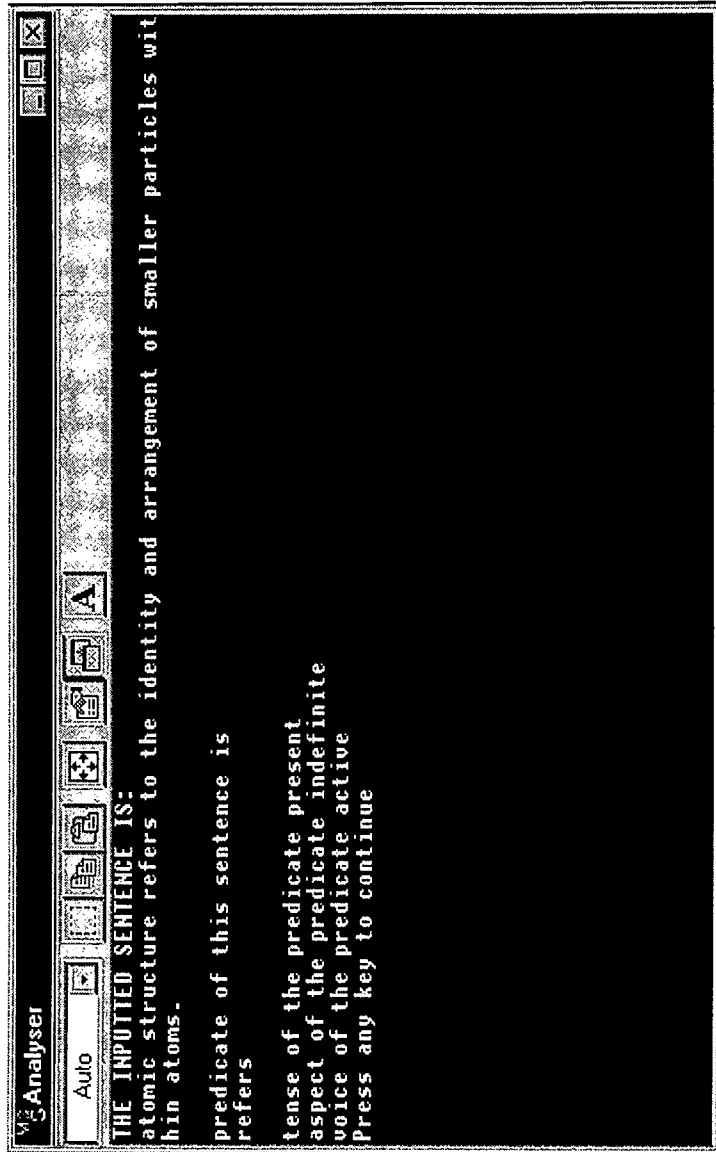 Analyser
Auto
A
THE INPUTTED SENTENCE IS:
atomic structure refers to the identity and arrangement of smaller particles wit
hin atoms.
predicate of this sentence is
refers
tense of the predicate present
aspect of the predicate indefinite
voice of the predicate active
Press any key to continue